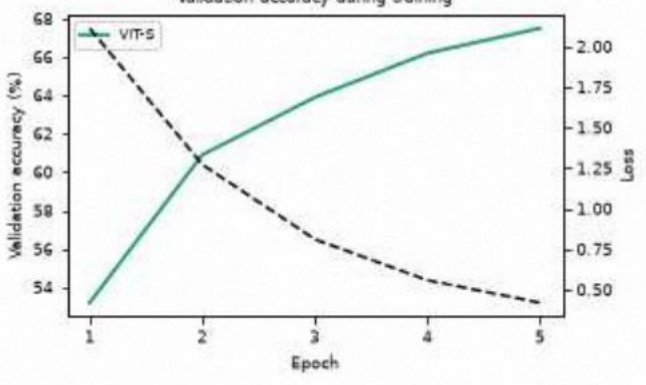 Validation accuracy during training
68
66
64
62
60
58
56
54
Validation accuracy (%)
VIT-S
2.00
1.75
1.50
1.25
1.00
0.75
0.50
Loss
1 2 3 4 5
Epoch